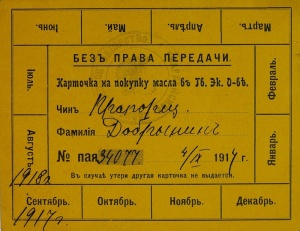 Мартъ.
Апрѣль.
Май.
Іюнь.
БЕЗЪ ПРАВА ПЕРЕДАЧИ.
Карточка на покупку масла въ Гв. Эк. О-вѣ.
Чинъ Прапорщ.
Фамилія Добрынинъ
№ пая 34077 4/IX 1917 г.
Въ случаѣ утери другая карточка не выдается.
Іюль.
Августъ.
1918 г.
Февраль.
Январь.
Сентябрь.
1917 г.
Октябрь.
Ноябрь.
Декабрь.